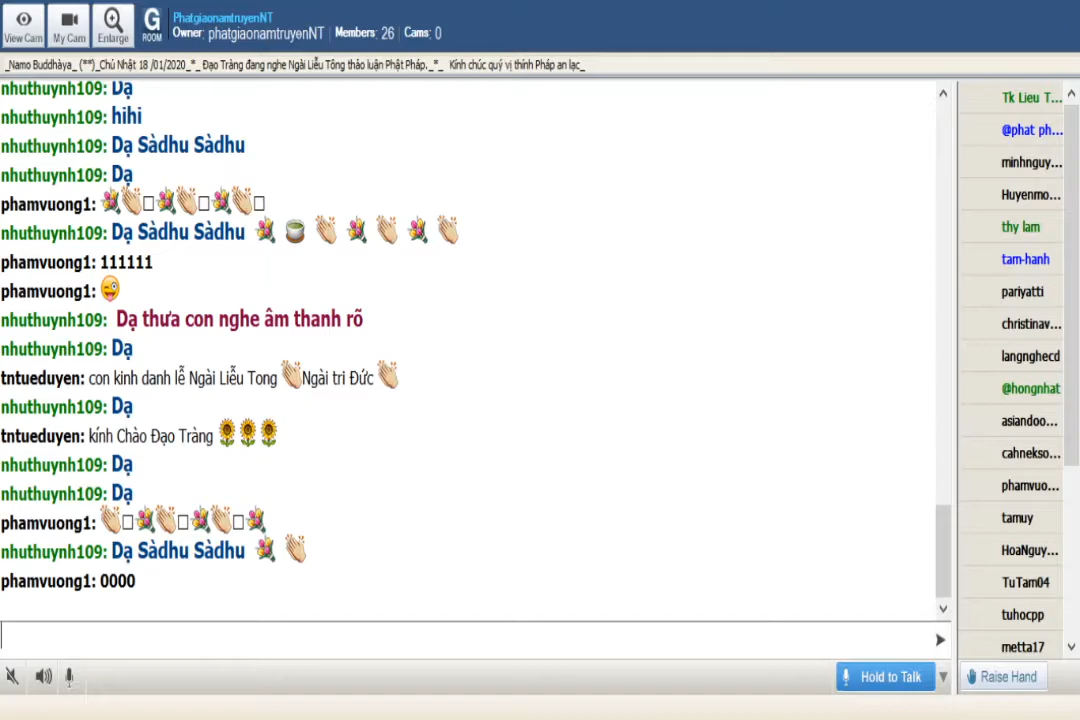 View Cam
My Cam
Enlarge
G
ROOM
PhatgiaonamtruyenNT
Owner: phatgiaonamtruyenNT | Members: 26 | Cams: 0
_Namo Buddhàya_ (**)_Chủ Nhật 18 /01/2020_*_ Đạo Tràng đang nghe Ngài Liễu Tông thảo luận Phật Pháp._*_ Kính chúc quý vị thính Pháp an lạc_
nhuthuynh109: Dạ
nhuthuynh109: hihi
nhuthuynh109: Dạ Sàdhu Sàdhu
nhuthuynh109: Dạ
phamvuong1:
nhuthuynh109: Dạ Sàdhu Sàdhu
phamvuong1: 111111
phamvuong1:
nhuthuynh109: Dạ thưa con nghe âm thanh rõ
nhuthuynh109: Dạ
tntueduyen: con kinh danh lễ Ngài Liễu Tong Ngài tri Đức
nhuthuynh109: Dạ
tntueduyen: kính Chào Đạo Tràng
nhuthuynh109: Dạ
nhuthuynh109: Dạ
phamvuong1:
nhuthuynh109: Dạ Sàdhu Sàdhu
phamvuong1: 0000
Tk Lieu T...
@phat ph...
minhnguy...
Huyenmo...
thy lam
tam-hanh
pariyatti
christinav...
langnghecd
@hongnhat
asiandoo...
cahnekso...
phamvuo...
tamuy
HoaNguy...
TuTam04
tuhocpp
metta17
Hold to Talk
Raise Hand